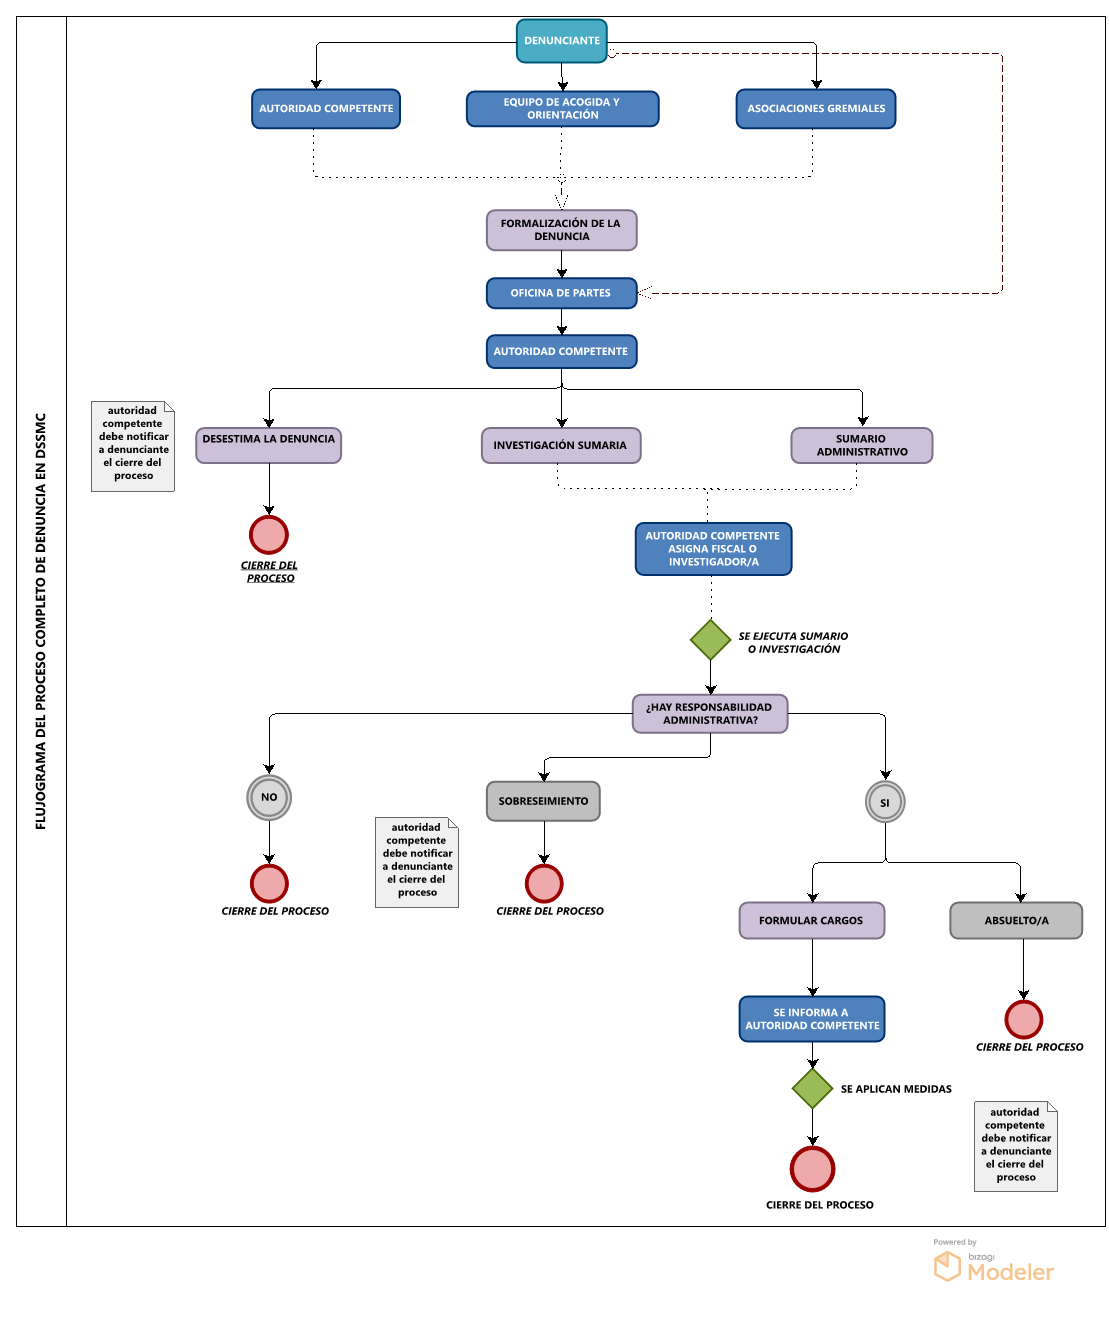 FLUJOGRAMA DEL PROCESO COMPLETO DE DENUNCIA EN DSSMC
DENUNCIANTE
AUTORIDAD COMPETENTE
EQUIPO DE ACOGIDA Y
ORIENTACIÓN
ASOCIACIONES GREMIALES
FORMALIZACIÓN DE LA
DENUNCIA
OFICINA DE PARTES
AUTORIDAD COMPETENTE
autoridad
competente
debe notificar
a denunciante
el cierre del
proceso
DESESTIMA LA DENUNCIA
INVESTIGACIÓN SUMARIA
SUMARIO
ADMINISTRATIVO
CIERRE DEL
PROCESO
AUTORIDAD COMPETENTE
ASIGNA FISCAL O
INVESTIGADOR/A
SE EJECUTA SUMARIO
O INVESTIGACIÓN
¿HAY RESPONSABILIDAD
ADMINISTRATIVA?
NO
SOBRESEIMIENTO
SI
autoridad
competente
debe notificar
a denunciante
el cierre del
proceso
CIERRE DEL PROCESO
CIERRE DEL PROCESO
FORMULAR CARGOS
ABSUELTO/A
SE INFORMA A
AUTORIDAD COMPETENTE
CIERRE DEL PROCESO
SE APLICAN MEDIDAS
autoridad
competente
debe notificar
a denunciante
el cierre del
proceso
CIERRE DEL PROCESO
Powered by
bizagi
Modeler